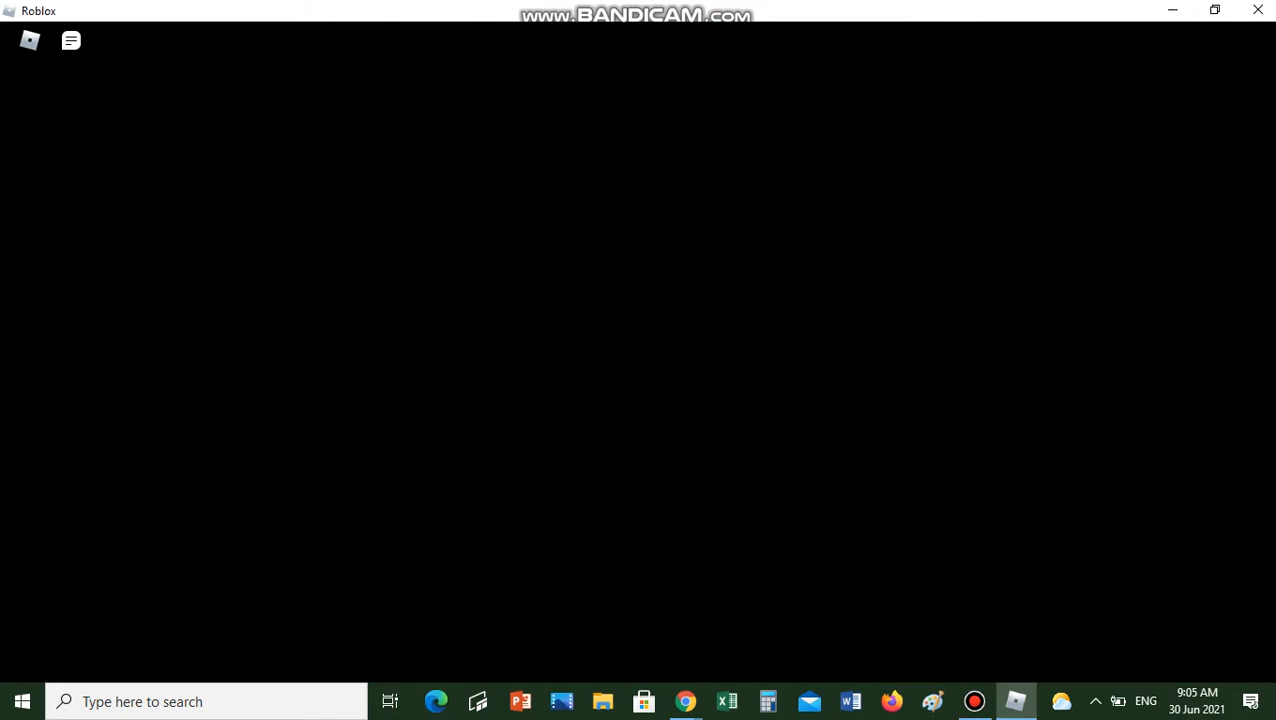 Roblox
www.BANDICAM.com
Type here to search
ENG
9:05 AM
30 Jun 2021